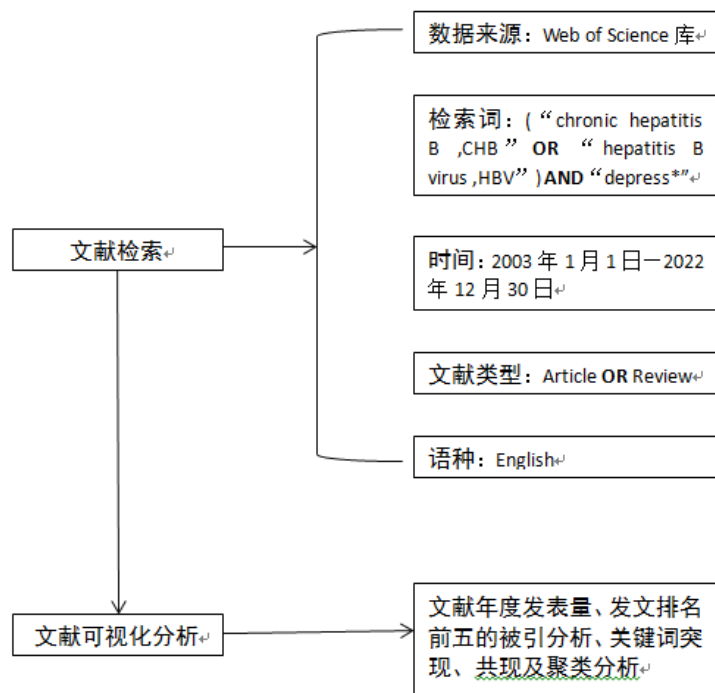 数据来源：Web of Science 库
检索词：(“chronic hepatitis
B ,CHB” OR “hepatitis B
virus ,HBV” ) AND “depress*”↵
文献检索↵
时间：2003 年 1 月 1 日—2022
年 12 月 30 日↵
文献类型：Article OR Review↵
语种：English↵
文献可视化分析↵
文献年度发表量、发文排名
前五的被引分析、关键词突
现、共现及聚类分析↵